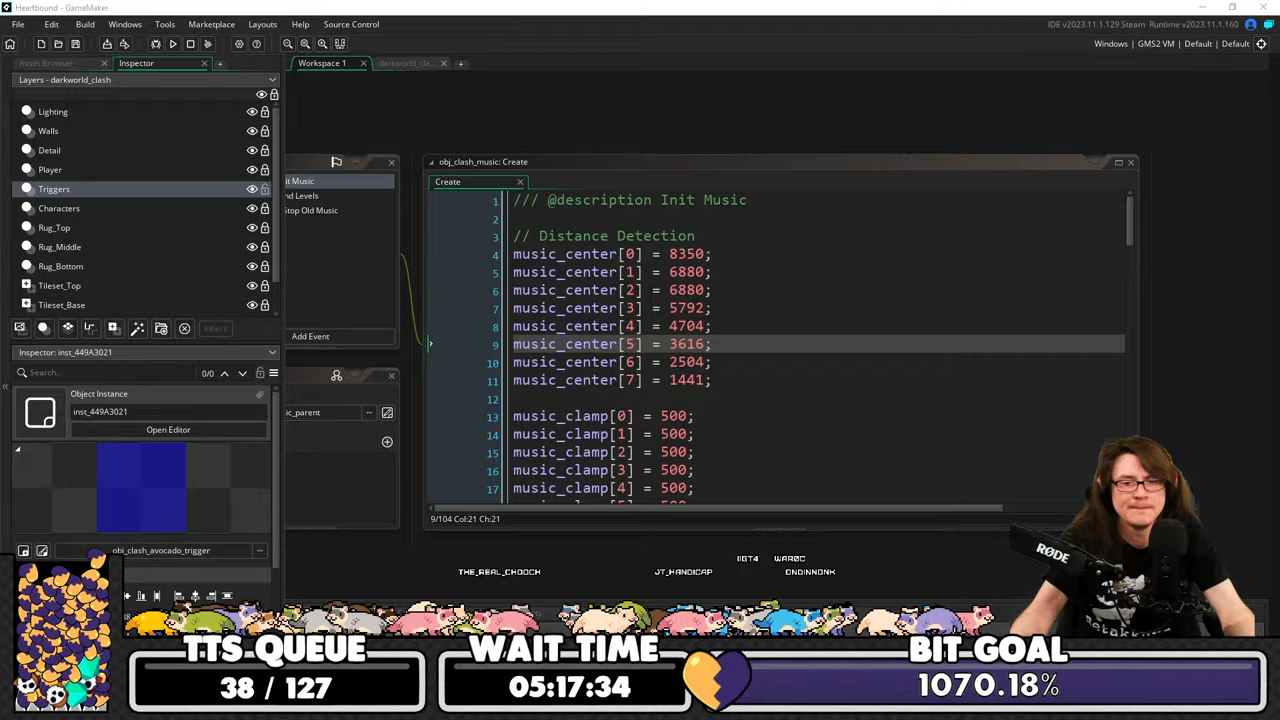 Heartbound - GameMaker
File Edit Build Windows Tools Marketplace Layouts Help Source Control
IDE v2023.11.1.129 Steam Runtime v2023.11.1.160
Windows | GMS2 VM | Default | Default
Asset Browser Inspector
Workspace 1 darkworld_cla...
Layers - darkworld_clash
Lighting
Walls
Detail
Player
Triggers
Characters
Rug_Top
Rug_Middle
Rug_Bottom
Tileset_Top
Tileset_Base
Inherit
Inspector: inst_449A3021
Search... 0/0
Object Instance
inst_449A3021
Open Editor
obj_clash_avocado_trigger
it Music
nd Levels
Stop Old Music
Add Event
ic_parent
obj_clash_music: Create
Create
1 /// @description Init Music
2
3 // Distance Detection
4 music_center[0] = 8350;
5 music_center[1] = 6880;
6 music_center[2] = 6880;
7 music_center[3] = 5792;
8 music_center[4] = 4704;
9 music_center[5] = 3616;
10 music_center[6] = 2504;
11 music_center[7] = 1441;
12
13 music_clamp[0] = 500;
14 music_clamp[1] = 500;
15 music_clamp[2] = 500;
16 music_clamp[3] = 500;
17 music_clamp[4] = 500;
9/104 Col:21 Ch:21
RØDE
THE_REAL_CHOOCH
JT_HANDICAP
TTS QUEUE
38 / 127
WAIT TIME
05:17:34
BIT GOAL
1070.18%